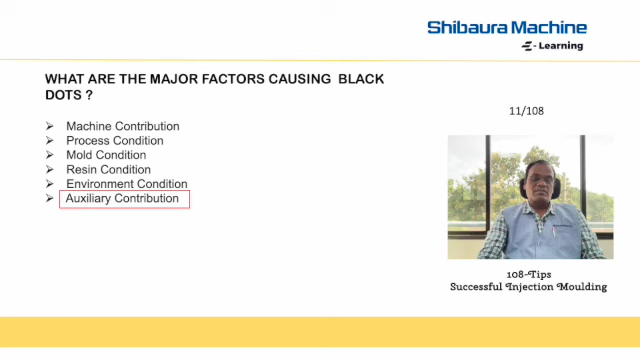 Shibaura Machine
E - Learning
WHAT ARE THE MAJOR FACTORS CAUSING BLACK
DOTS ?
Machine Contribution
Process Condition
Mold Condition
Resin Condition
Environment Condition
Auxiliary Contribution
11/108
108-Tips
Successful Injection Moulding